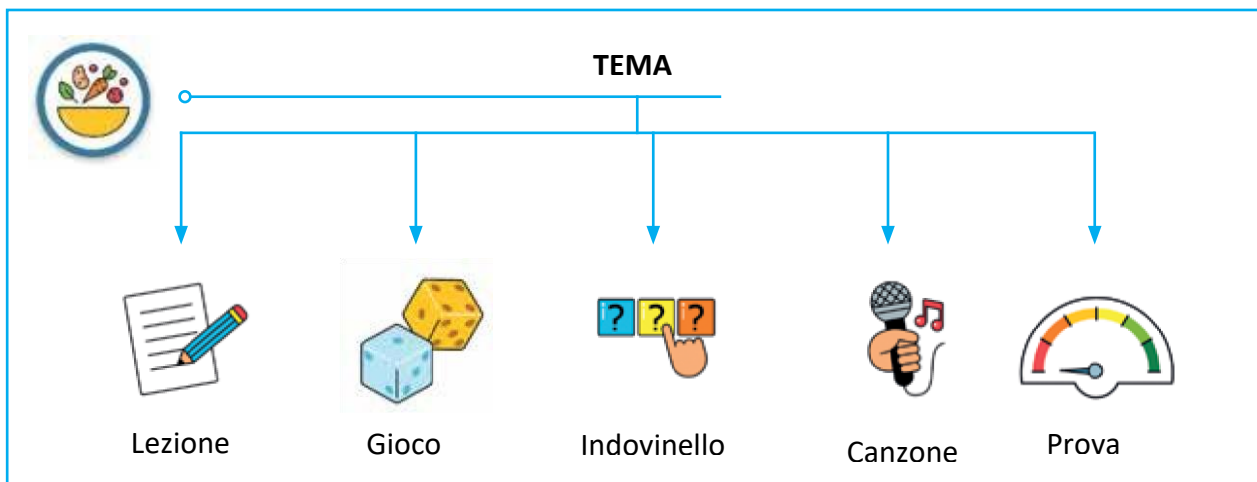 TEMA
? ? ?
Lezione
Gioco
Indovinello
Canzone
Prova